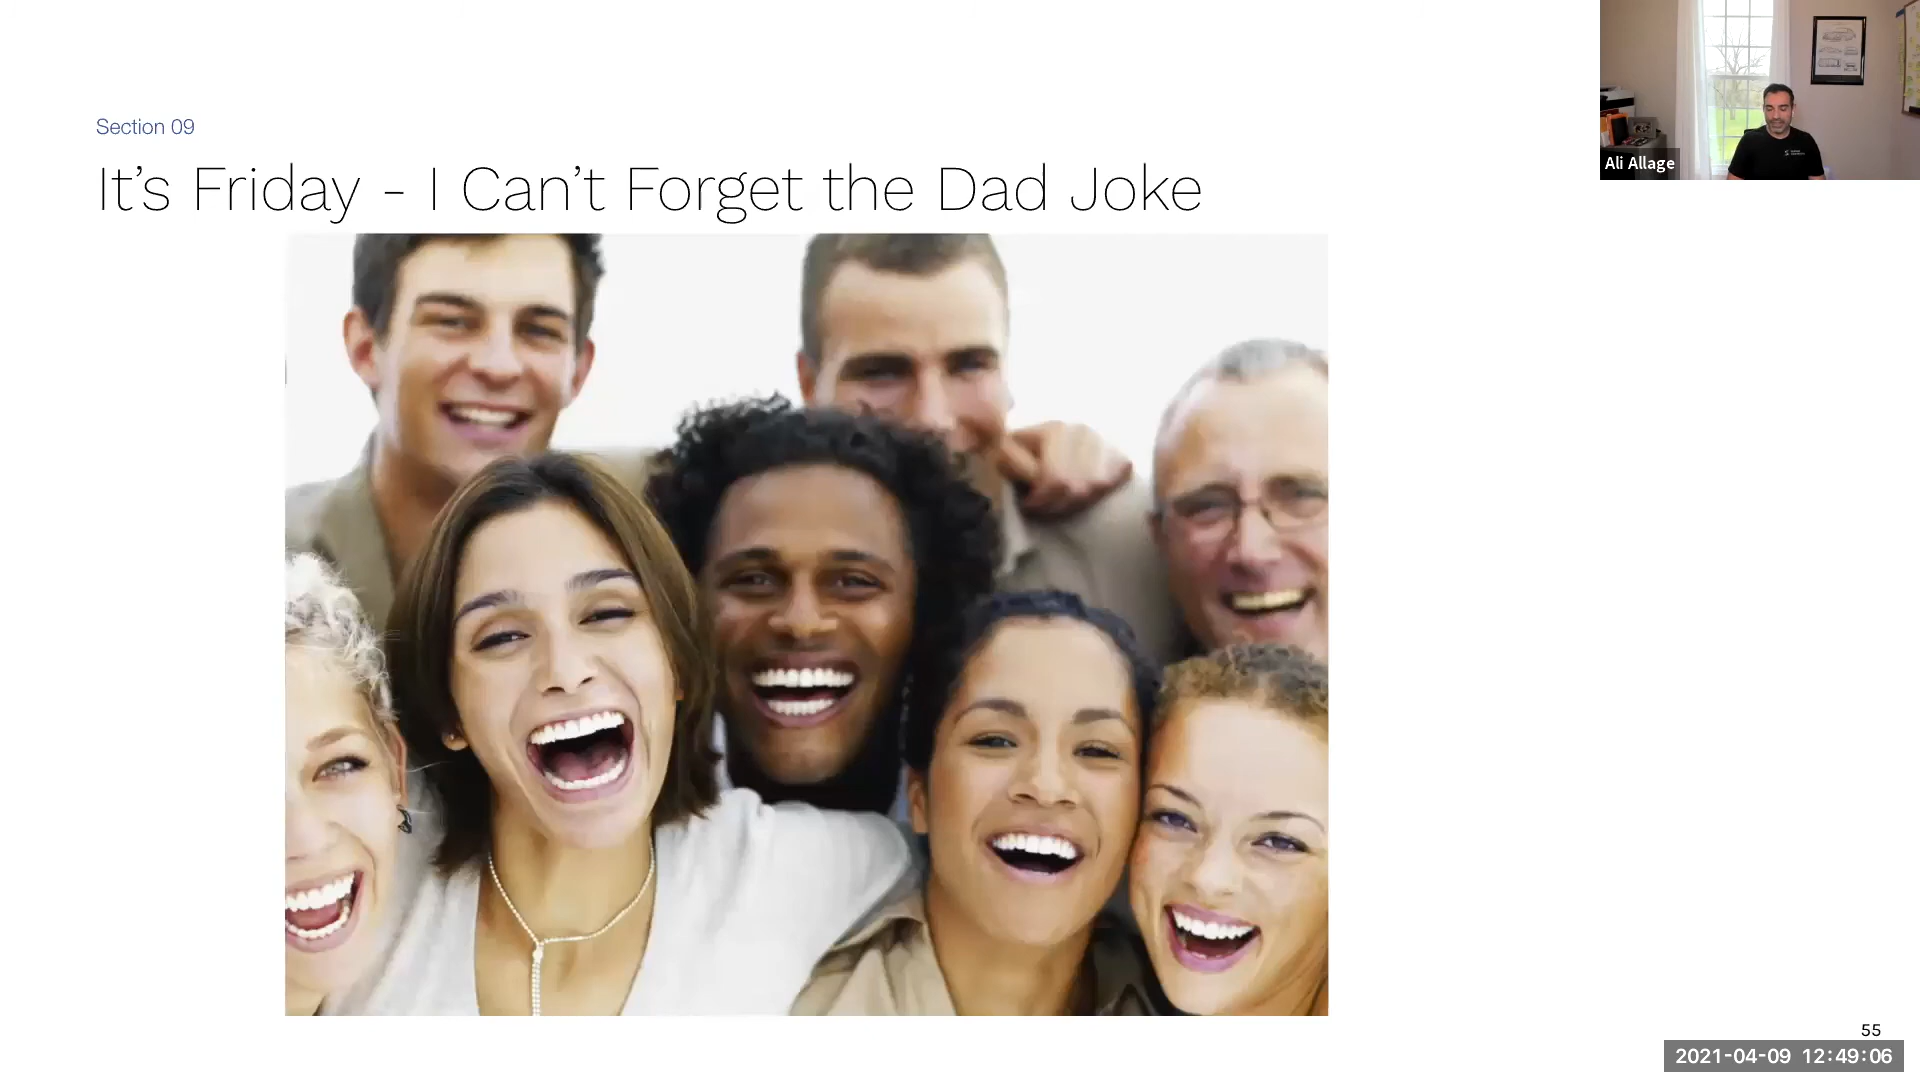 Section 09
It's Friday - I Can't Forget the Dad Joke
Ali Allage
55
2021-04-09 12:49:06